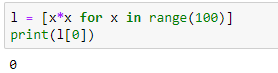 l = [x*x for x in range(100)]
print(l[0])
0